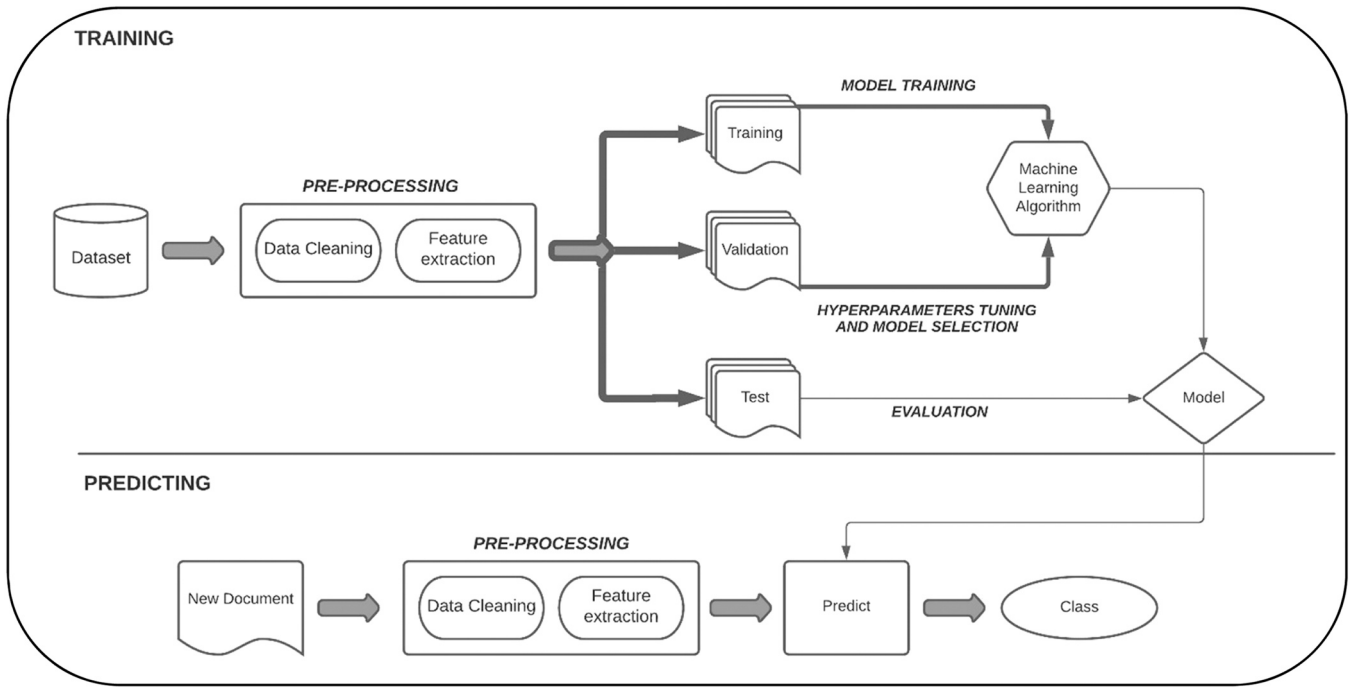 TRAINING
MODEL TRAINING
Training
PRE-PROCESSING
Machine
Learning
Algorithm
Dataset
Data Cleaning
Feature
extraction
Validation
HYPERPARAMETERS TUNING
AND MODEL SELECTION
Test
EVALUATION
Model
PREDICTING
PRE-PROCESSING
New Document
Data Cleaning
Feature
extraction
Predict
Class